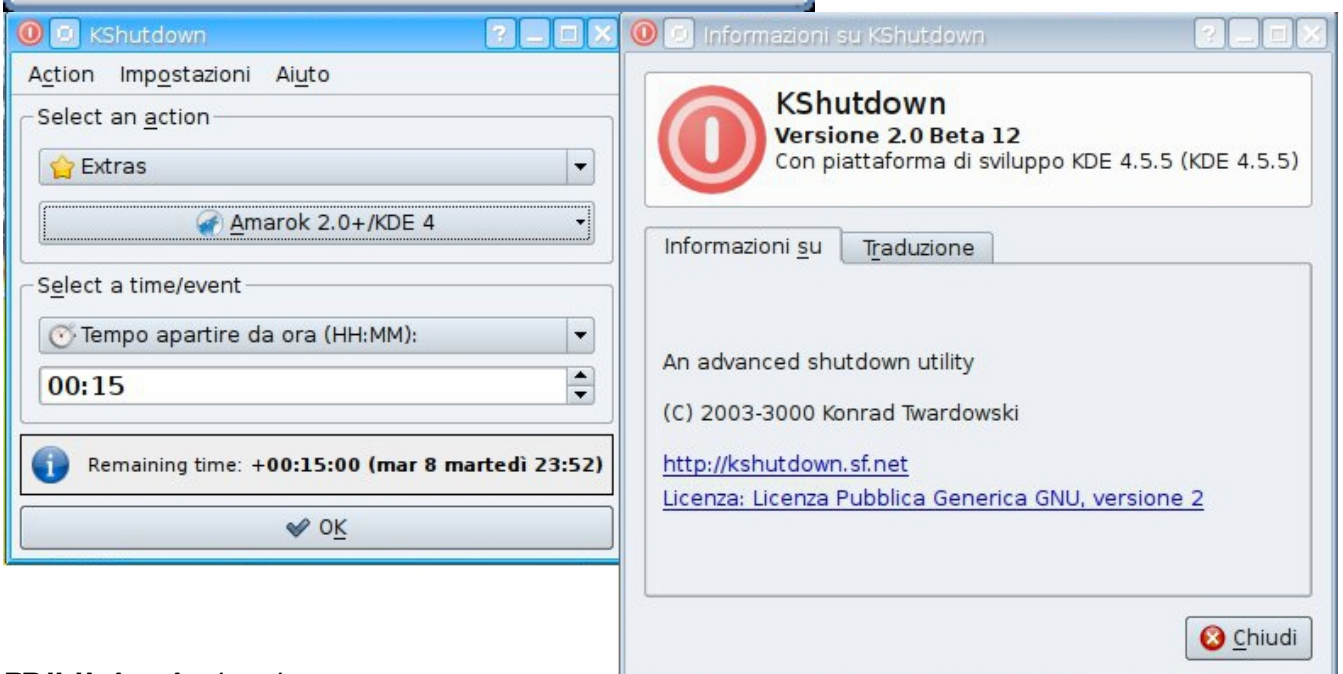 KShutdown
Action Impostazioni Aiuto
Select an action
Extras
Amarok 2.0+/KDE 4
Select a time/event
Tempo apartire da ora (HH:MM):
00:15
Remaining time: +00:15:00 (mar 8 martedì 23:52)
OK
Informazioni su KShutdown
KShutdown
Versione 2.0 Beta 12
Con piattaforma di sviluppo KDE 4.5.5 (KDE 4.5.5)
Informazioni su Traduzione
An advanced shutdown utility
(C) 2003-3000 Konrad Twardowski
http://kshutdown.sf.net
Licenza: Licenza Pubblica Generica GNU, versione 2
Chiudi